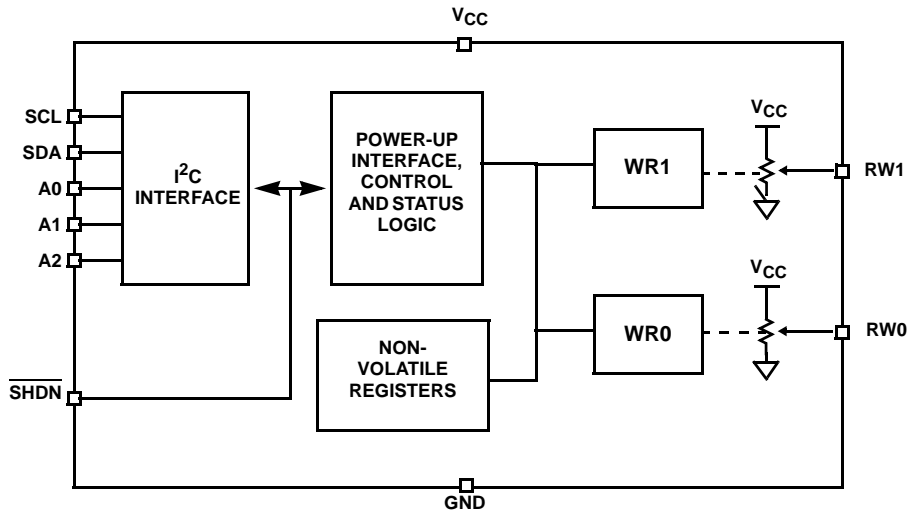 VCC
SCL
SDA
A0
A1
A2
I²C
INTERFACE
POWER-UP
INTERFACE,
CONTROL
AND STATUS
LOGIC
WR1
VCC
RW1
WR0
VCC
RW0
NON-
VOLATILE
REGISTERS
SHDN
GND